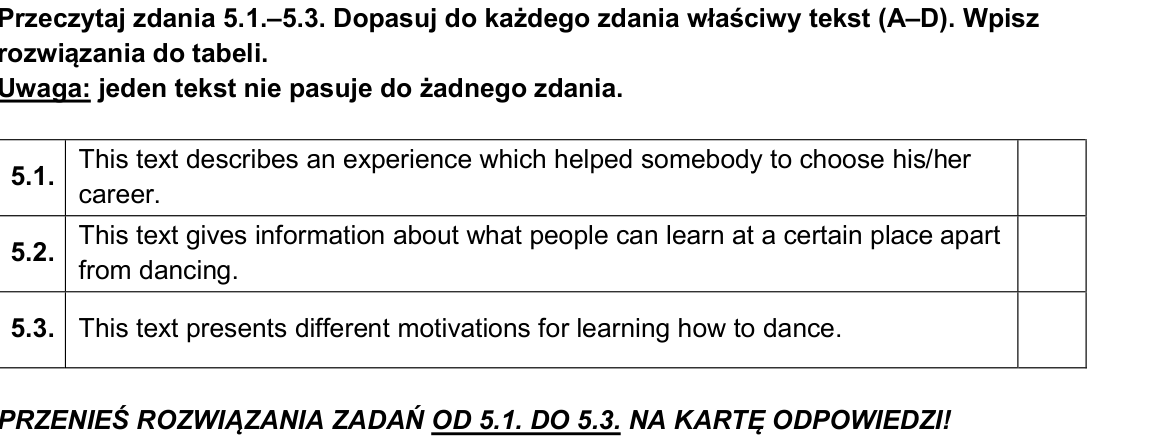 Przeczytaj zdania 5.1.–5.3. Dopasuj do każdego zdania właściwy tekst (A–D). Wpisz
rozwiązania do tabeli.
Uwaga: jeden tekst nie pasuje do żadnego zdania.
5.1. This text describes an experience which helped somebody to choose his/her
career.
5.2. This text gives information about what people can learn at a certain place apart
from dancing.
5.3. This text presents different motivations for learning how to dance.
PRZENIEŚ ROZWIĄZANIA ZADAŃ OD 5.1. DO 5.3. NA KARTĘ ODPOWIEDZI!